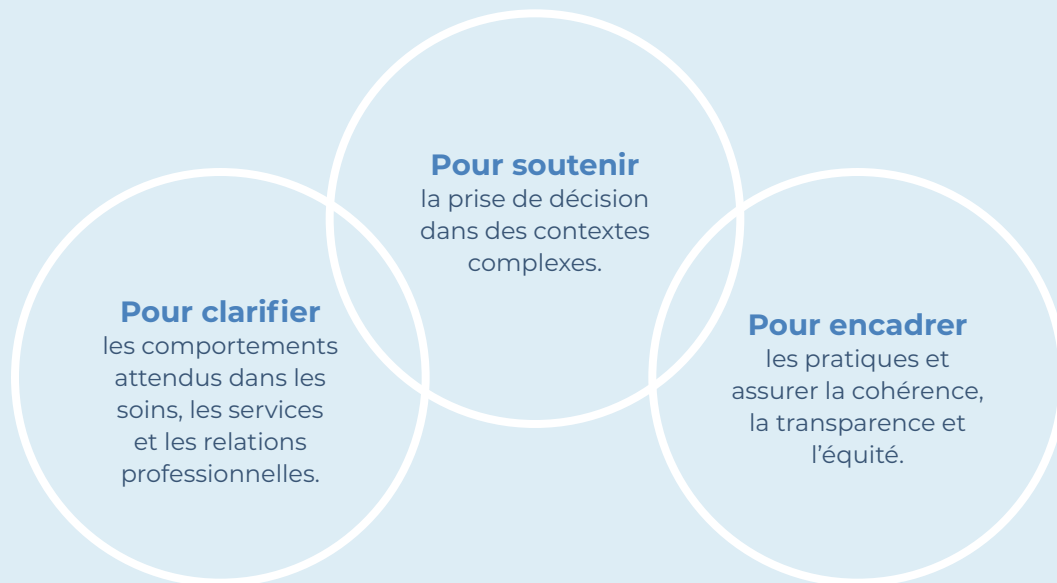 Pour clarifier
les comportements
attendus dans les
soins, les services
et les relations
professionnelles.
Pour soutenir
la prise de décision
dans des contextes
complexes.
Pour encadrer
les pratiques et
assurer la cohérence,
la transparence et
l’équité.